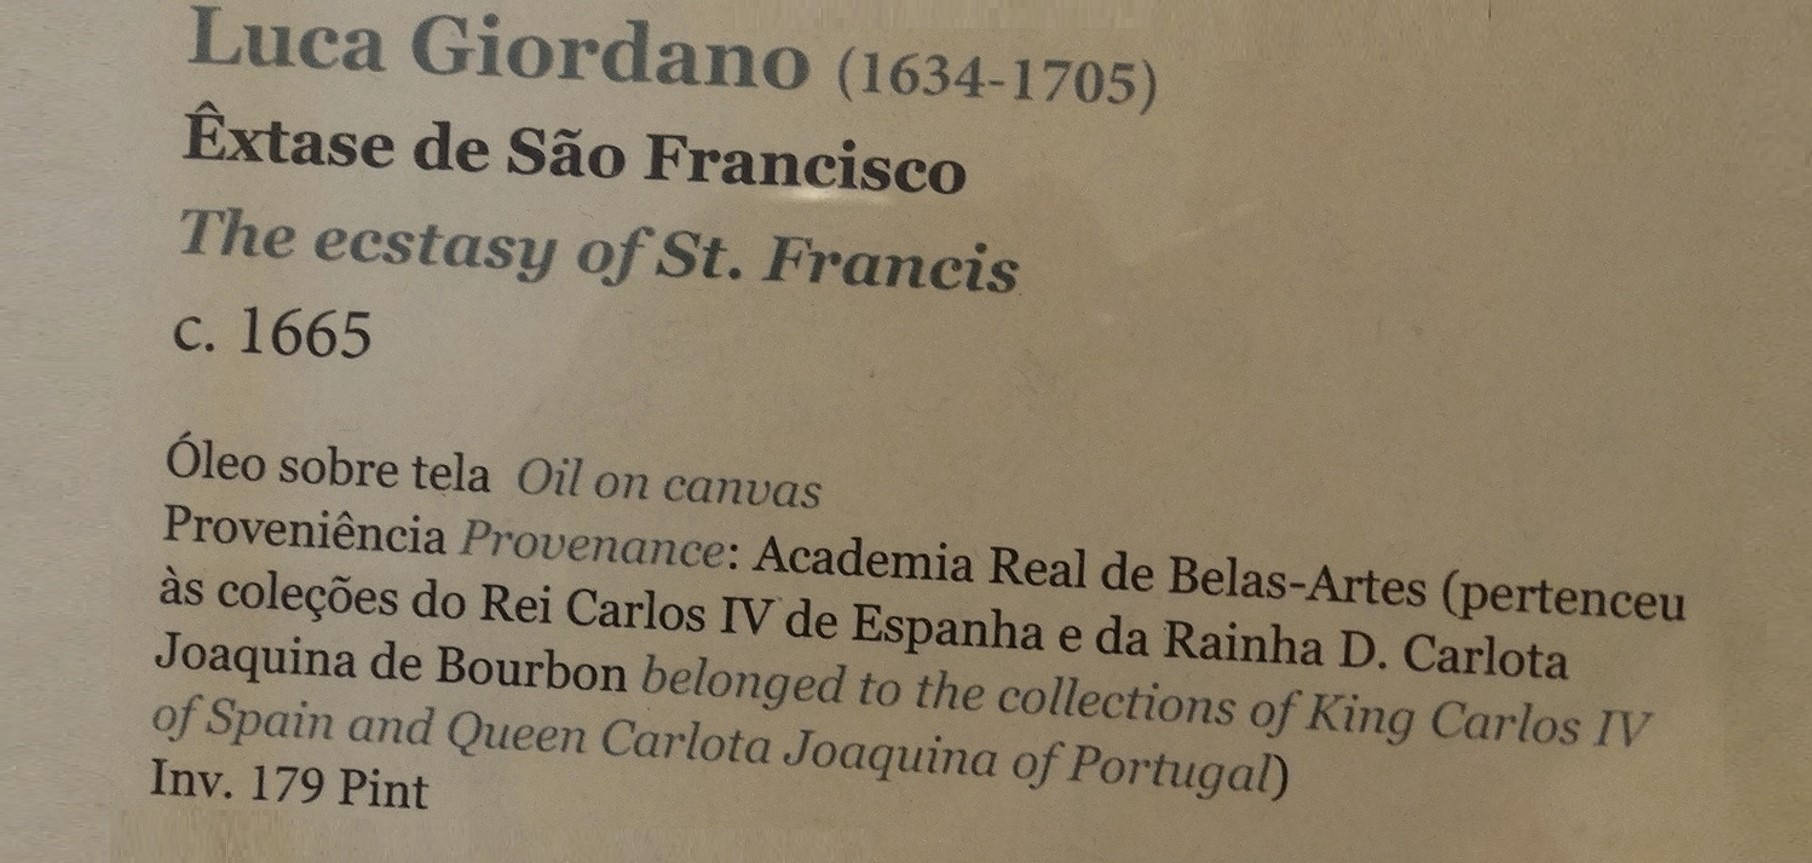 Luca Giordano (1634-1705)
Êxtase de São Francisco
The ecstasy of St. Francis
c. 1665
Óleo sobre tela Oil on canvas
Proveniência Provenance: Academia Real de Belas-Artes (pertenceu
às coleções do Rei Carlos IV de Espanha e da Rainha D. Carlota
Joaquina de Bourbon belonged to the collections of King Carlos IV
of Spain and Queen Carlota Joaquina of Portugal)
Inv. 179 Pint